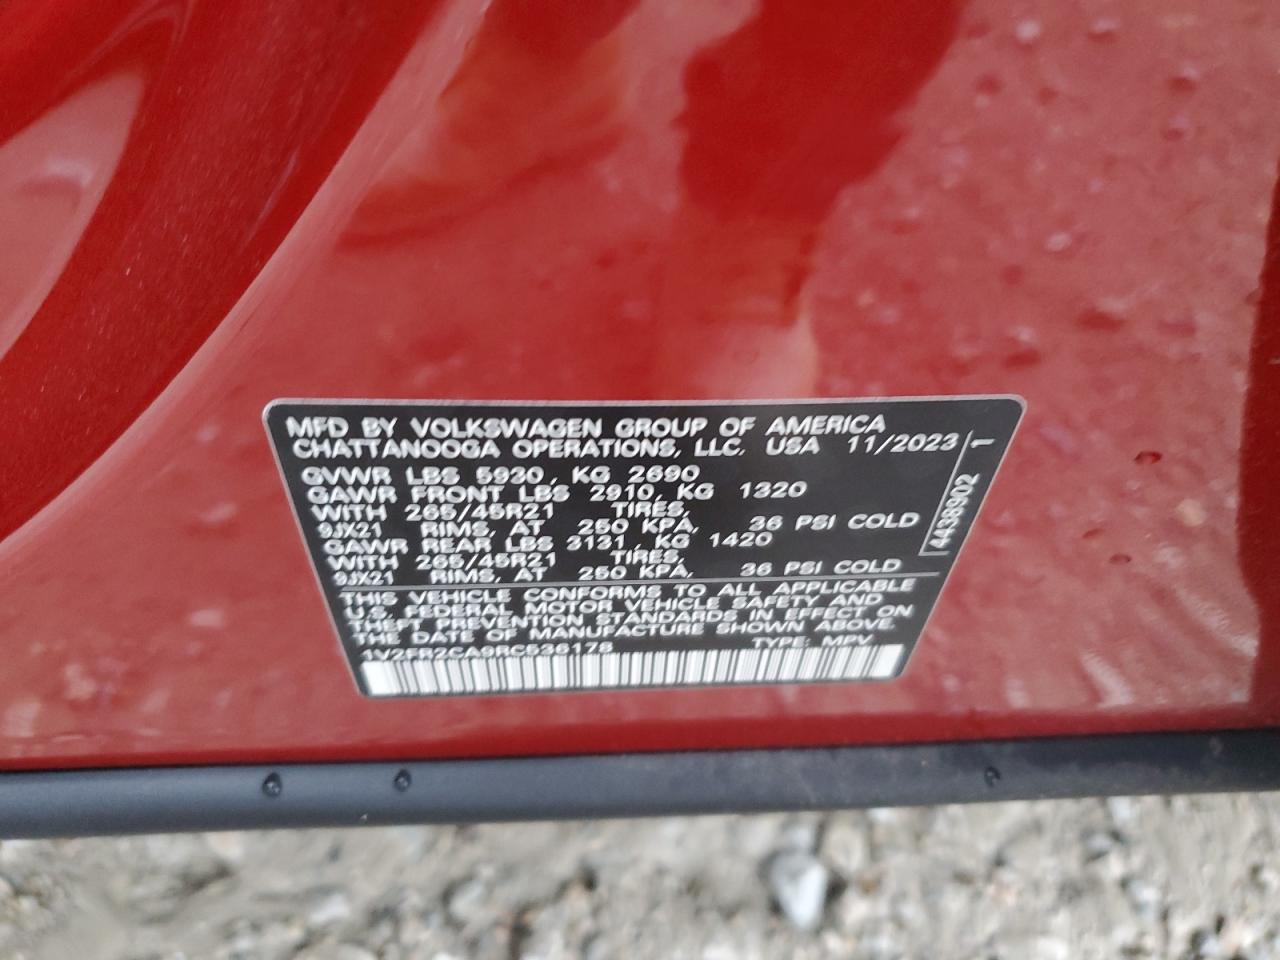 MFD BY VOLKSWAGEN GROUP OF AMERICA
CHATTANOOGA OPERATIONS, LLC, USA 11/2023
GVWR LBS 5930, KG 2690
GAWR FRONT LBS 2910, KG 1320
WITH 265/45R21 TIRES,
9JX21 RIMS, AT 250 KPA, 36 PSI COLD
GAWR REAR LBS 3131, KG 1420
WITH 265/45R21 TIRES,
9JX21 RIMS, AT 250 KPA, 36 PSI COLD
THIS VEHICLE CONFORMS TO ALL APPLICABLE
U.S. FEDERAL MOTOR VEHICLE SAFETY AND
THEFT PREVENTION STANDARDS IN EFFECT ON
THE DATE OF MANUFACTURE SHOWN ABOVE.
1V2FR2CA9RC536178 TYPE: MPV
4438902 1